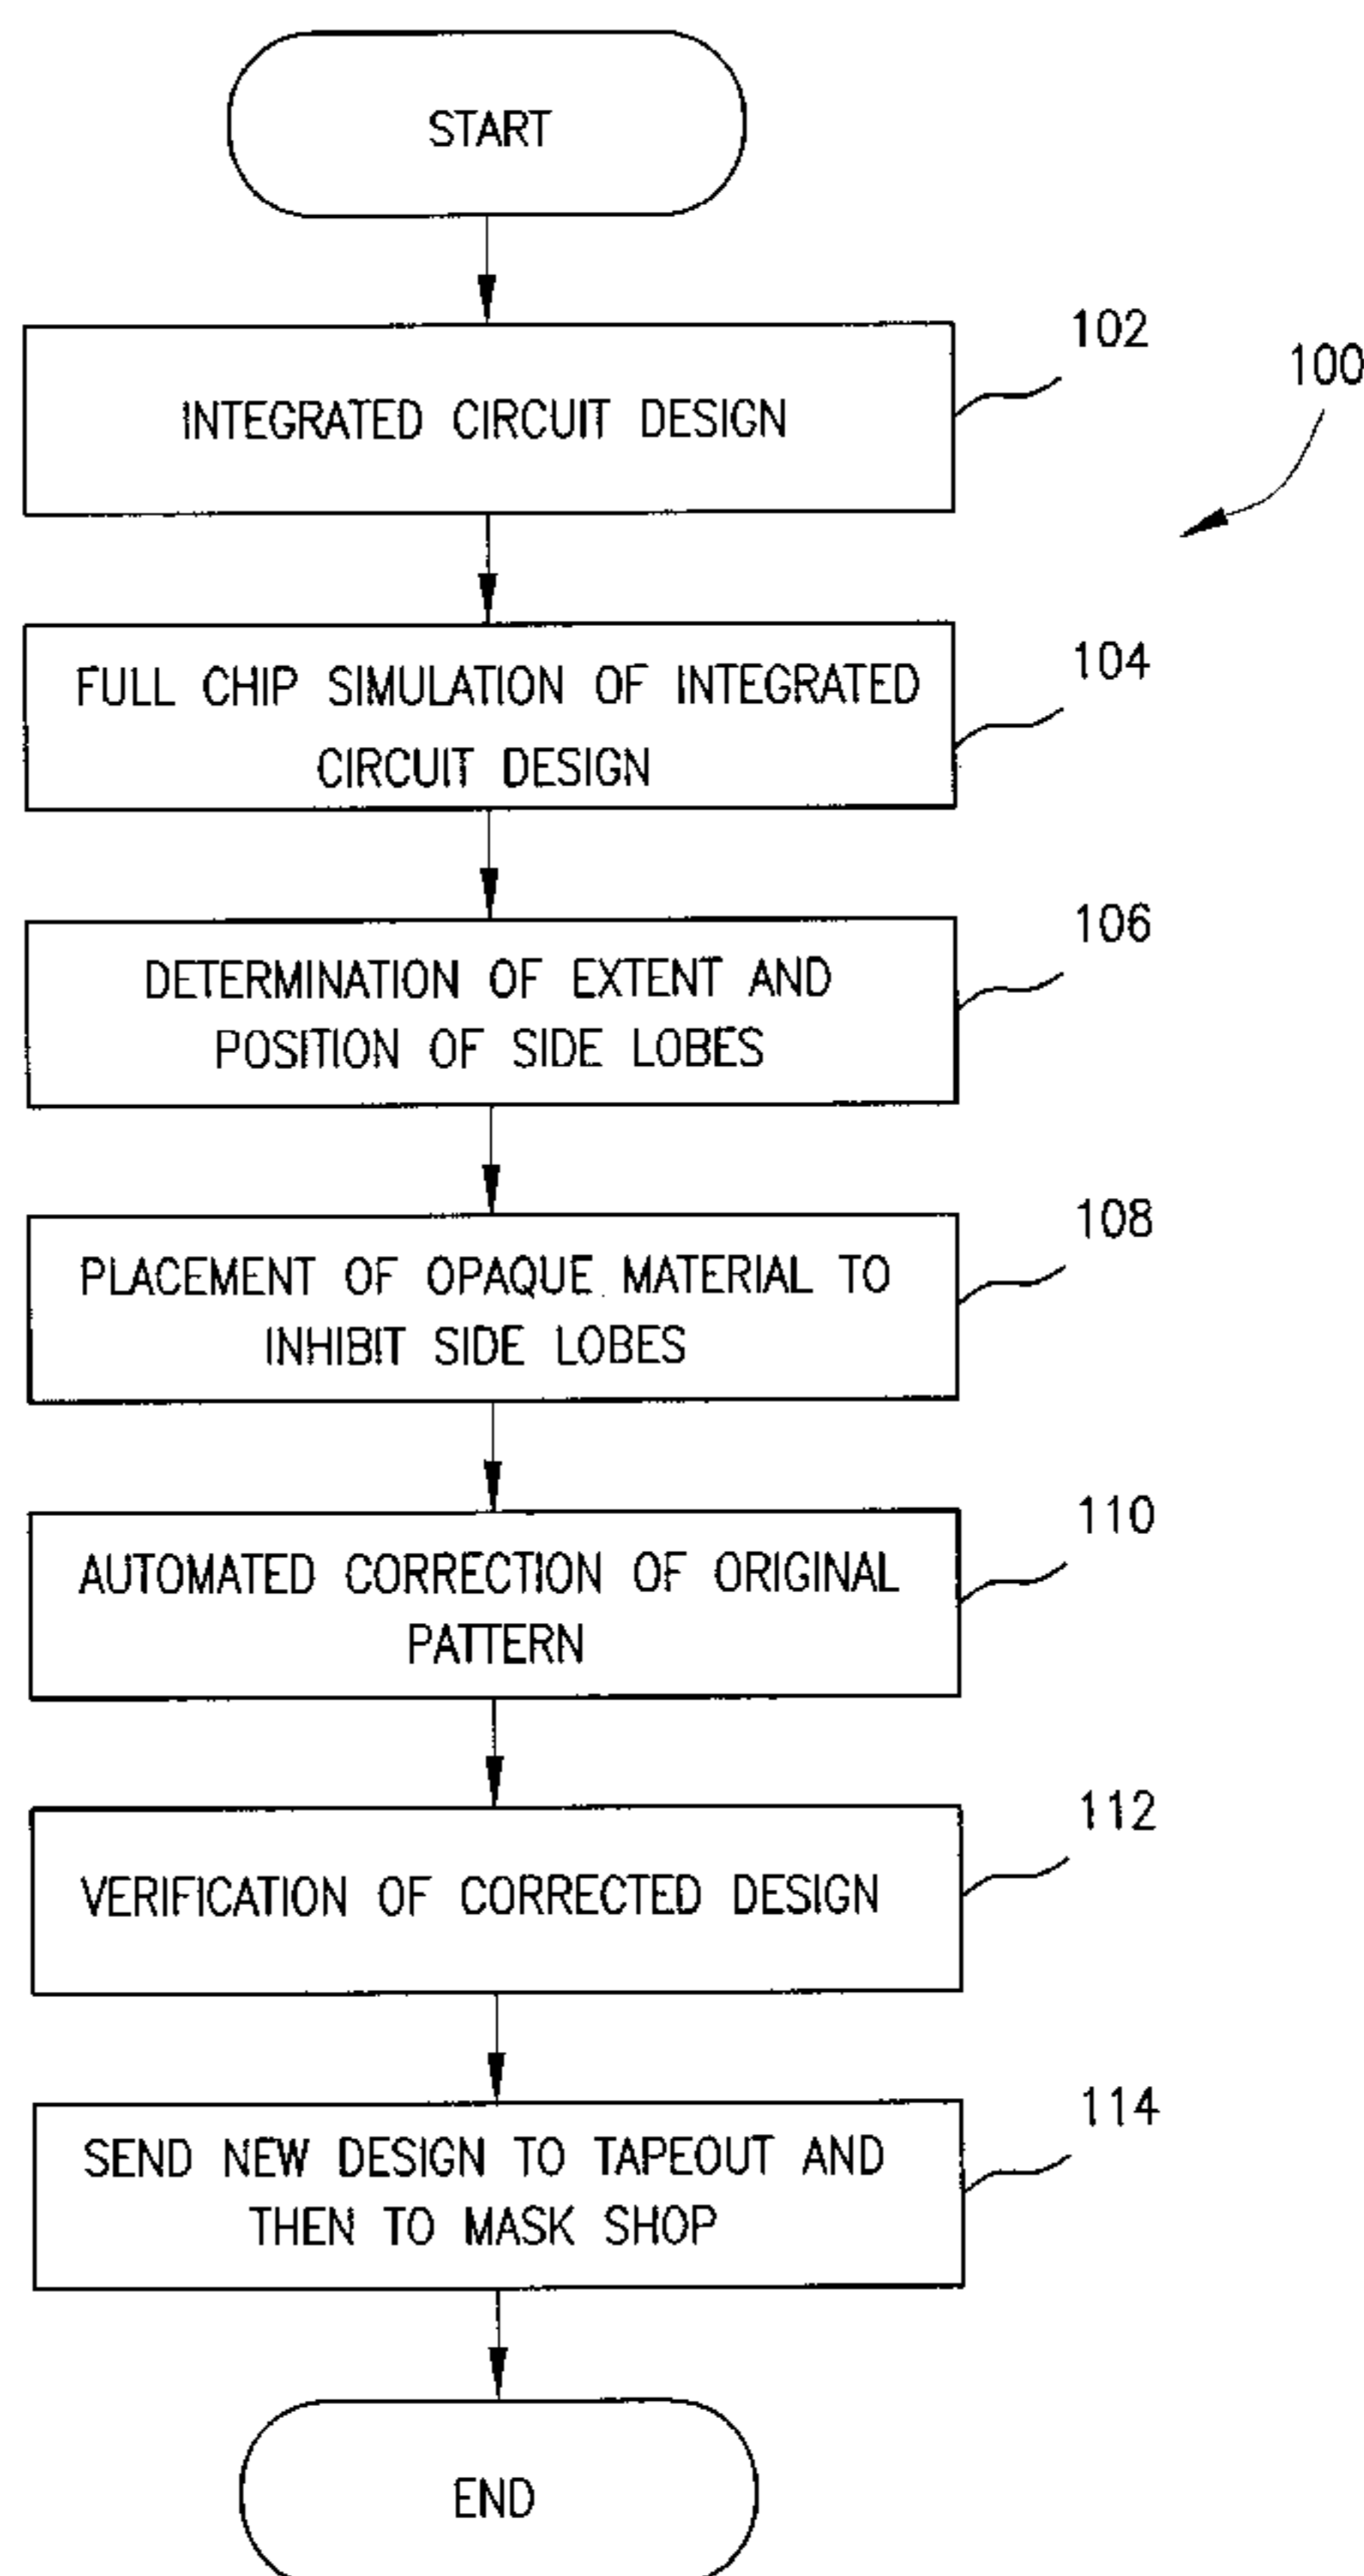 START
102
100
INTEGRATED CIRCUIT DESIGN
104
FULL CHIP SIMULATION OF INTEGRATED
CIRCUIT DESIGN
106
DETERMINATION OF EXTENT AND
POSITION OF SIDE LOBES
108
PLACEMENT OF OPAQUE MATERIAL TO
INHIBIT SIDE LOBES
110
AUTOMATED CORRECTION OF ORIGINAL
PATTERN
112
VERIFICATION OF CORRECTED DESIGN
114
SEND NEW DESIGN TO TAPEOUT AND
THEN TO MASK SHOP
END